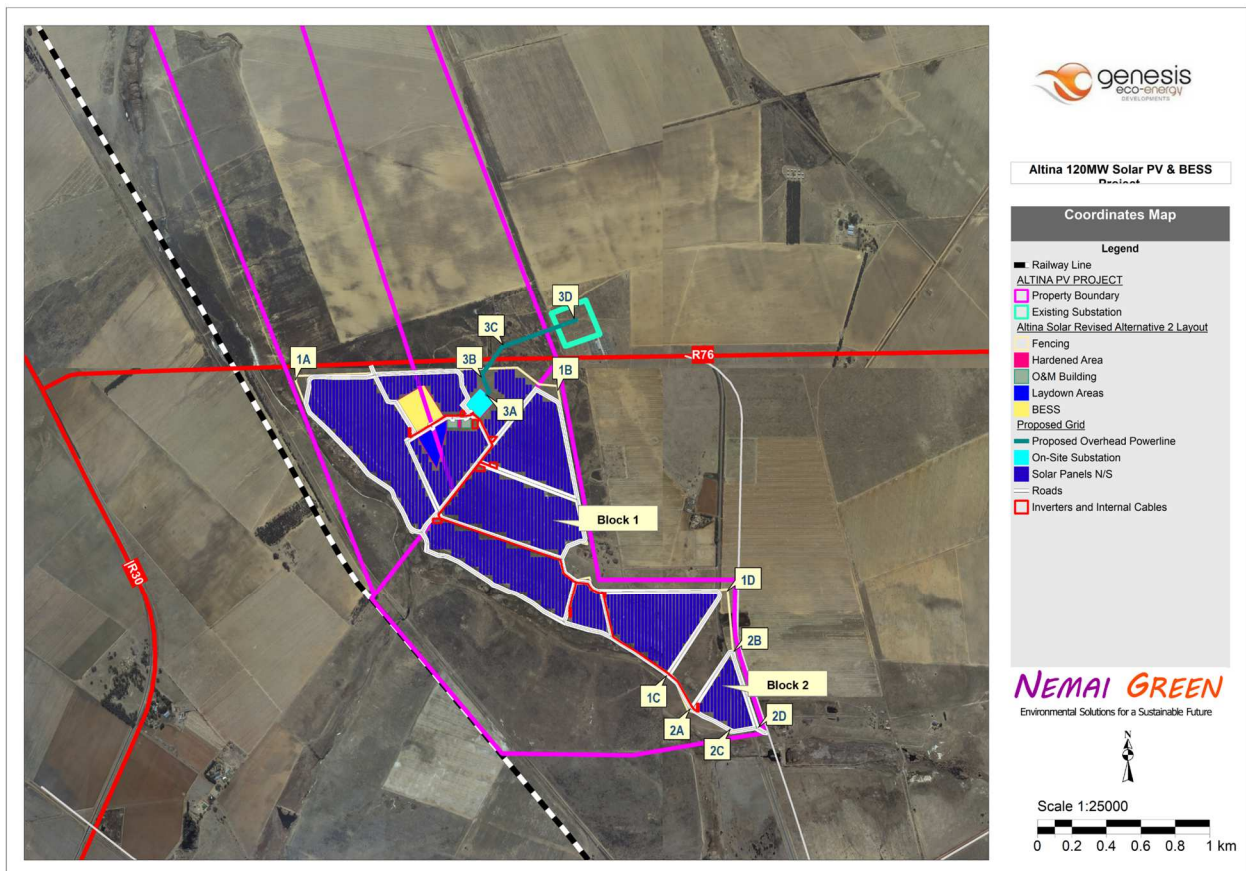 genesis
eco-energy
DEVELOPMENTS
Altina 120MW Solar PV & BESS
Project
Coordinates Map
Legend
Railway Line
ALTINA PV PROJECT
Property Boundary
Existing Substation
Altina Solar Revised Alternative 2 Layout
Fencing
Hardened Area
O&M Building
Laydown Areas
BESS
Proposed Grid
Proposed Overhead Powerline
On-Site Substation
Solar Panels N/S
Roads
Inverters and Internal Cables
NEMAI GREEN
Environmental Solutions for a Sustainable Future
N
Scale 1:25000
0 0.2 0.4 0.6 0.8 1 km
3D
3C
R76
1A
3B
1B
3A
Block 1
R30
1D
2B
1C
Block 2
2A
2D
2C